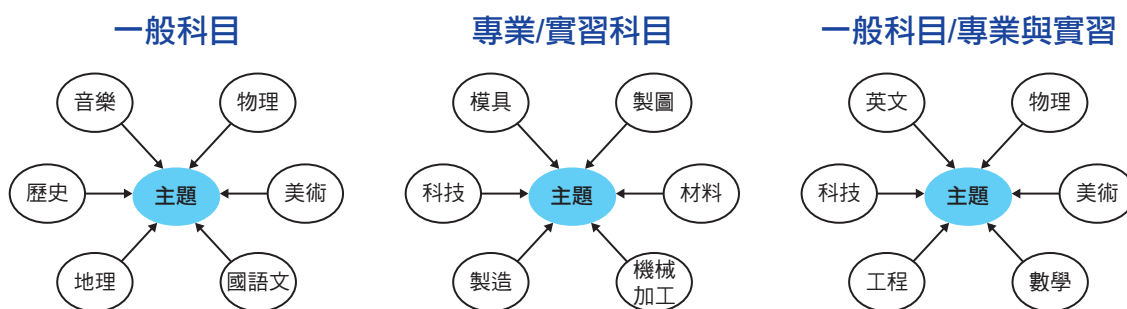 一般科目
音樂
物理
歷史
主題
美術
地理
國語文
專業/實習科目
模具
製圖
科技
主題
材料
製造
機械
加工
一般科目/專業與實習
英文
物理
科技
主題
美術
工程
數學